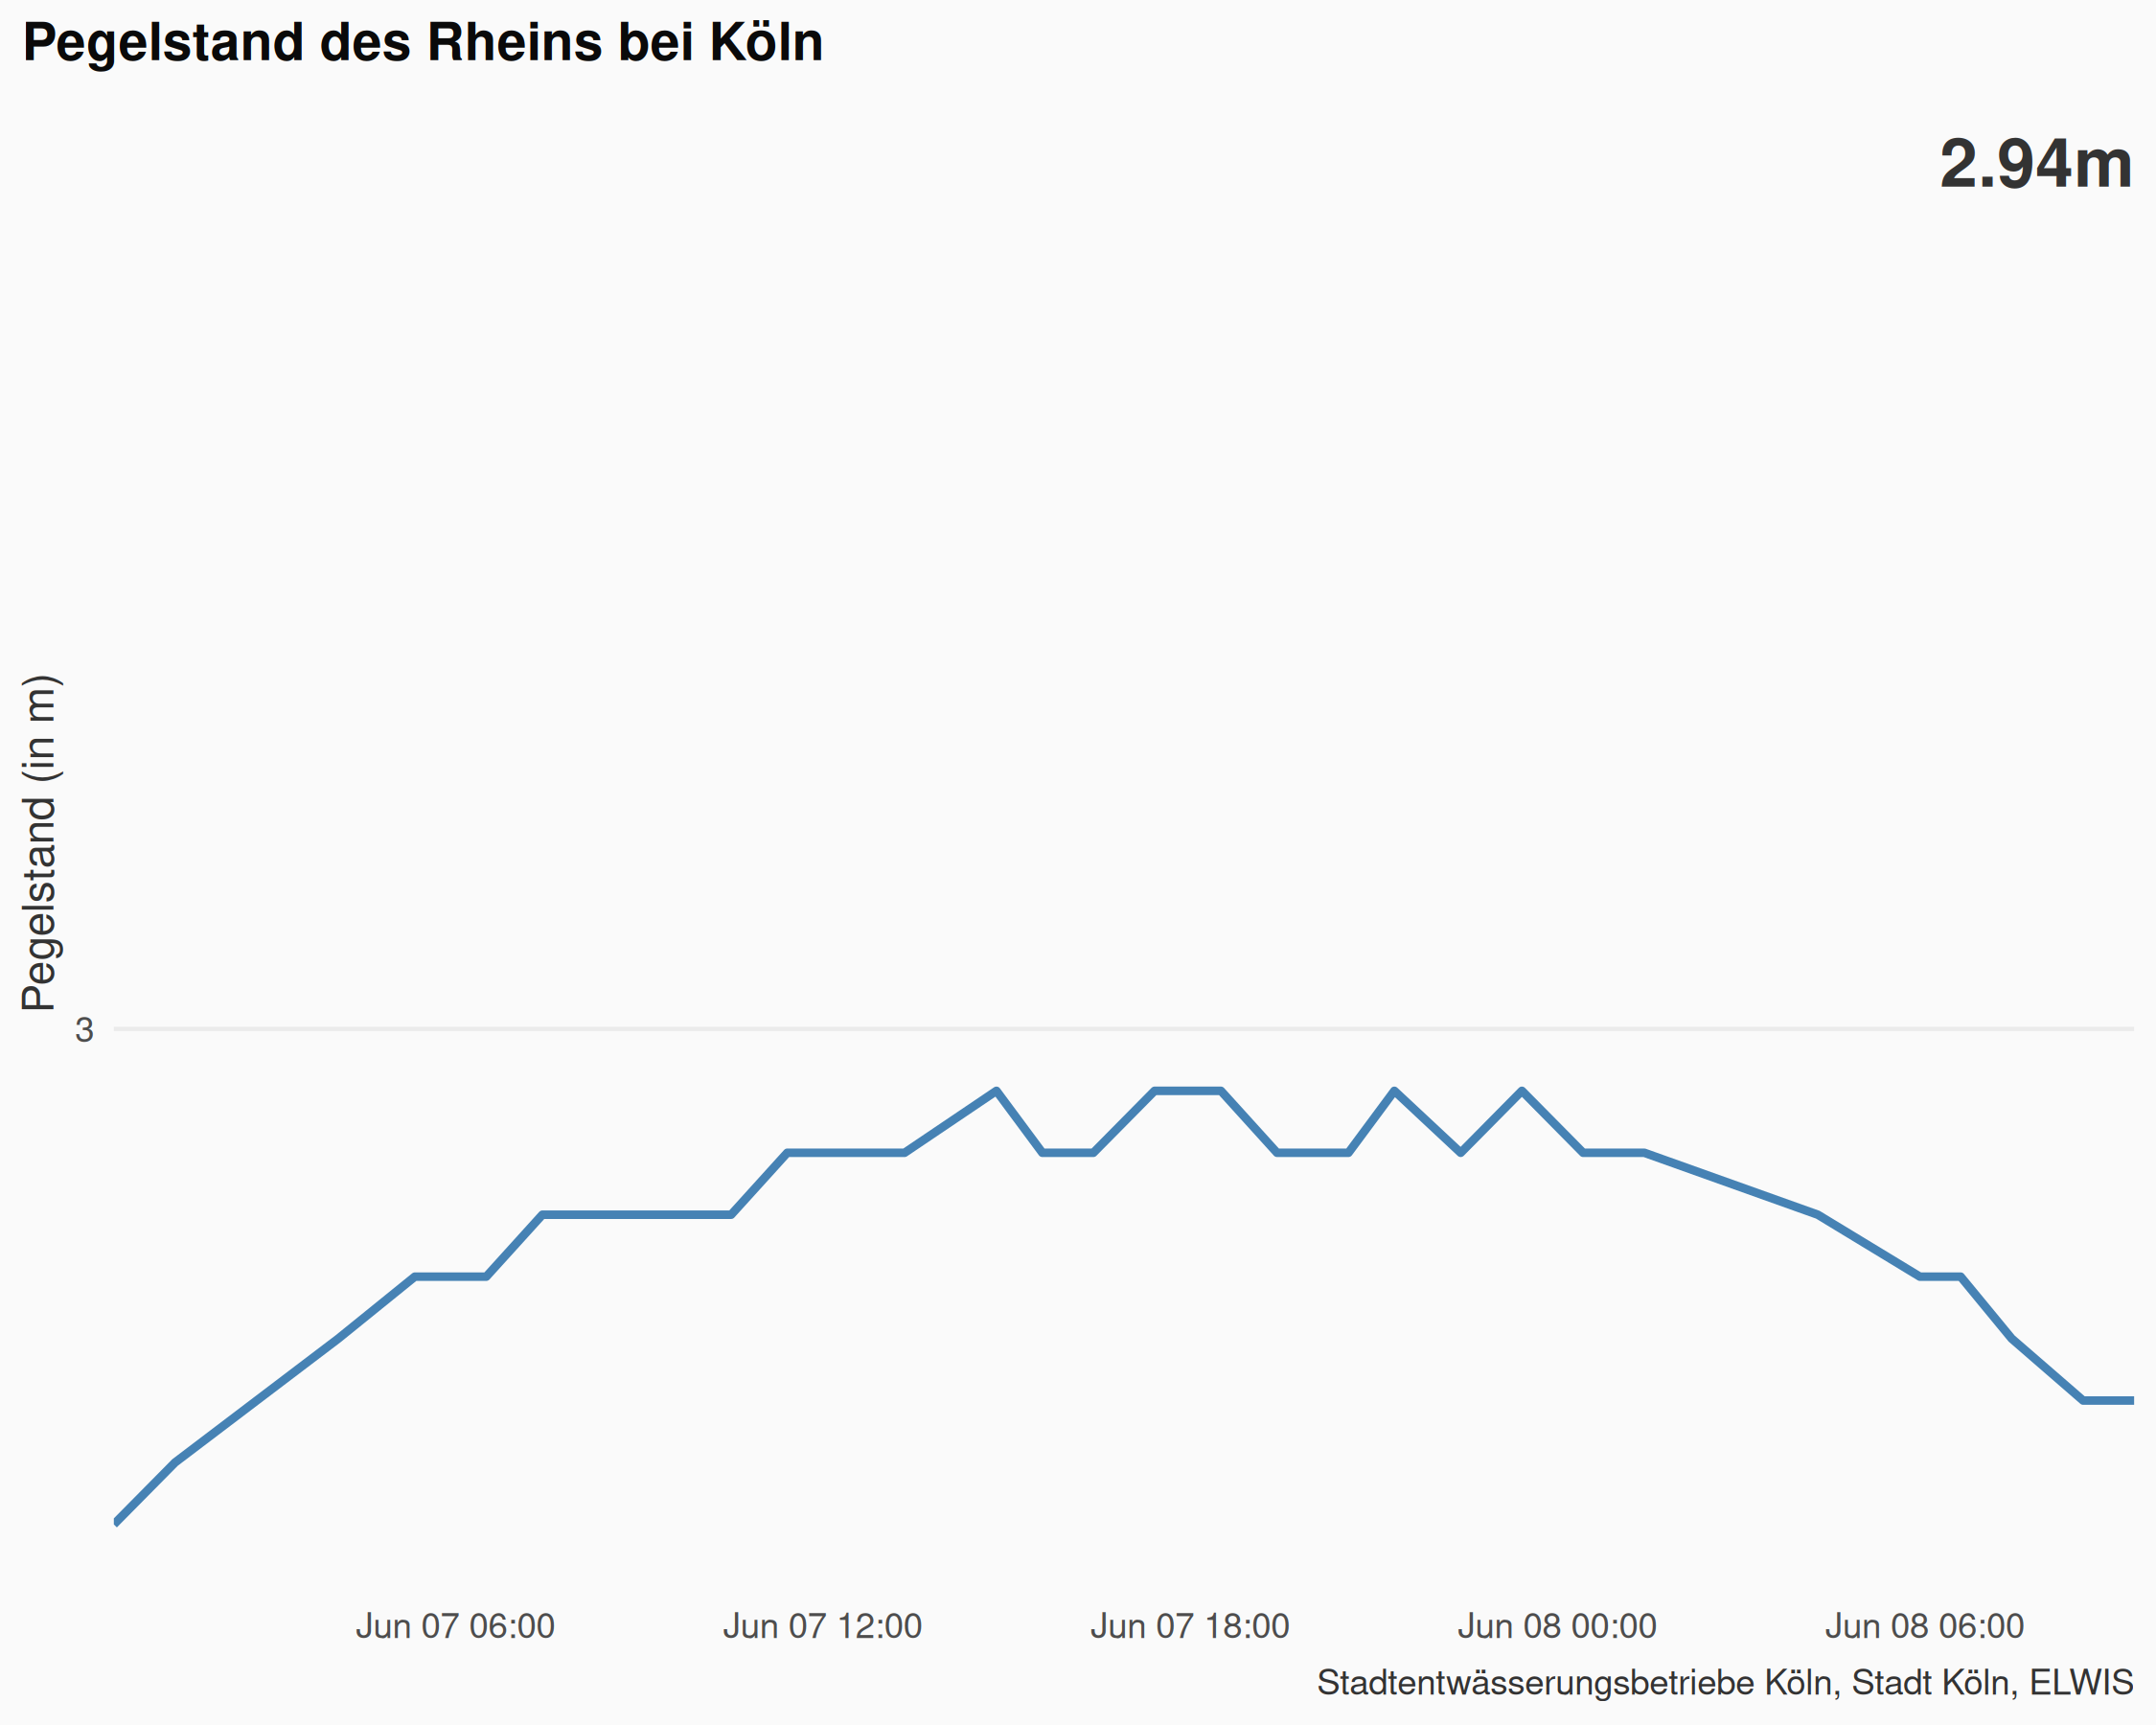 Pegelstand des Rheins bei Köln
2.94m
Pegelstand (in m)
3
Jun 07 06:00
Jun 07 12:00
Jun 07 18:00
Jun 08 00:00
Jun 08 06:00
Stadtentwässerungsbetriebe Köln, Stadt Köln, ELWIS